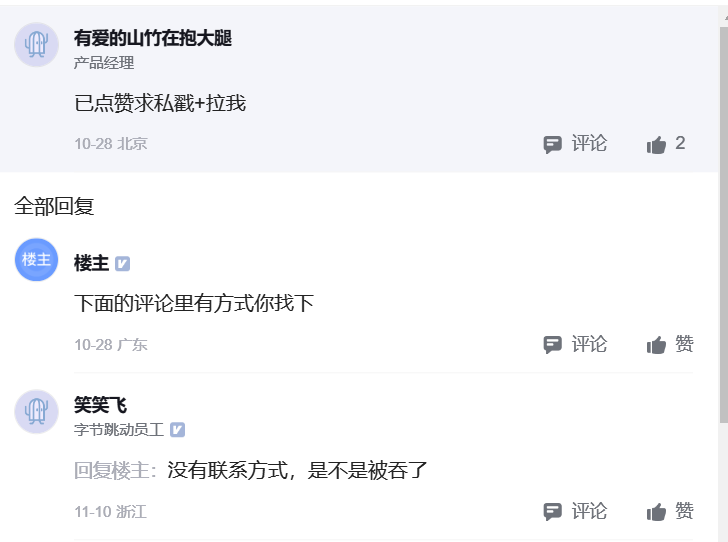 有爱的山竹在抱大腿
产品经理
已点赞求私戳+拉我
10-28 北京 评论 2
全部回复
楼主 楼主
下面的评论里有方式你找下
10-28 广东 评论 赞
笑笑飞
字节跳动员工
回复楼主：没有联系方式，是不是被吞了
11-10 浙江 评论 赞